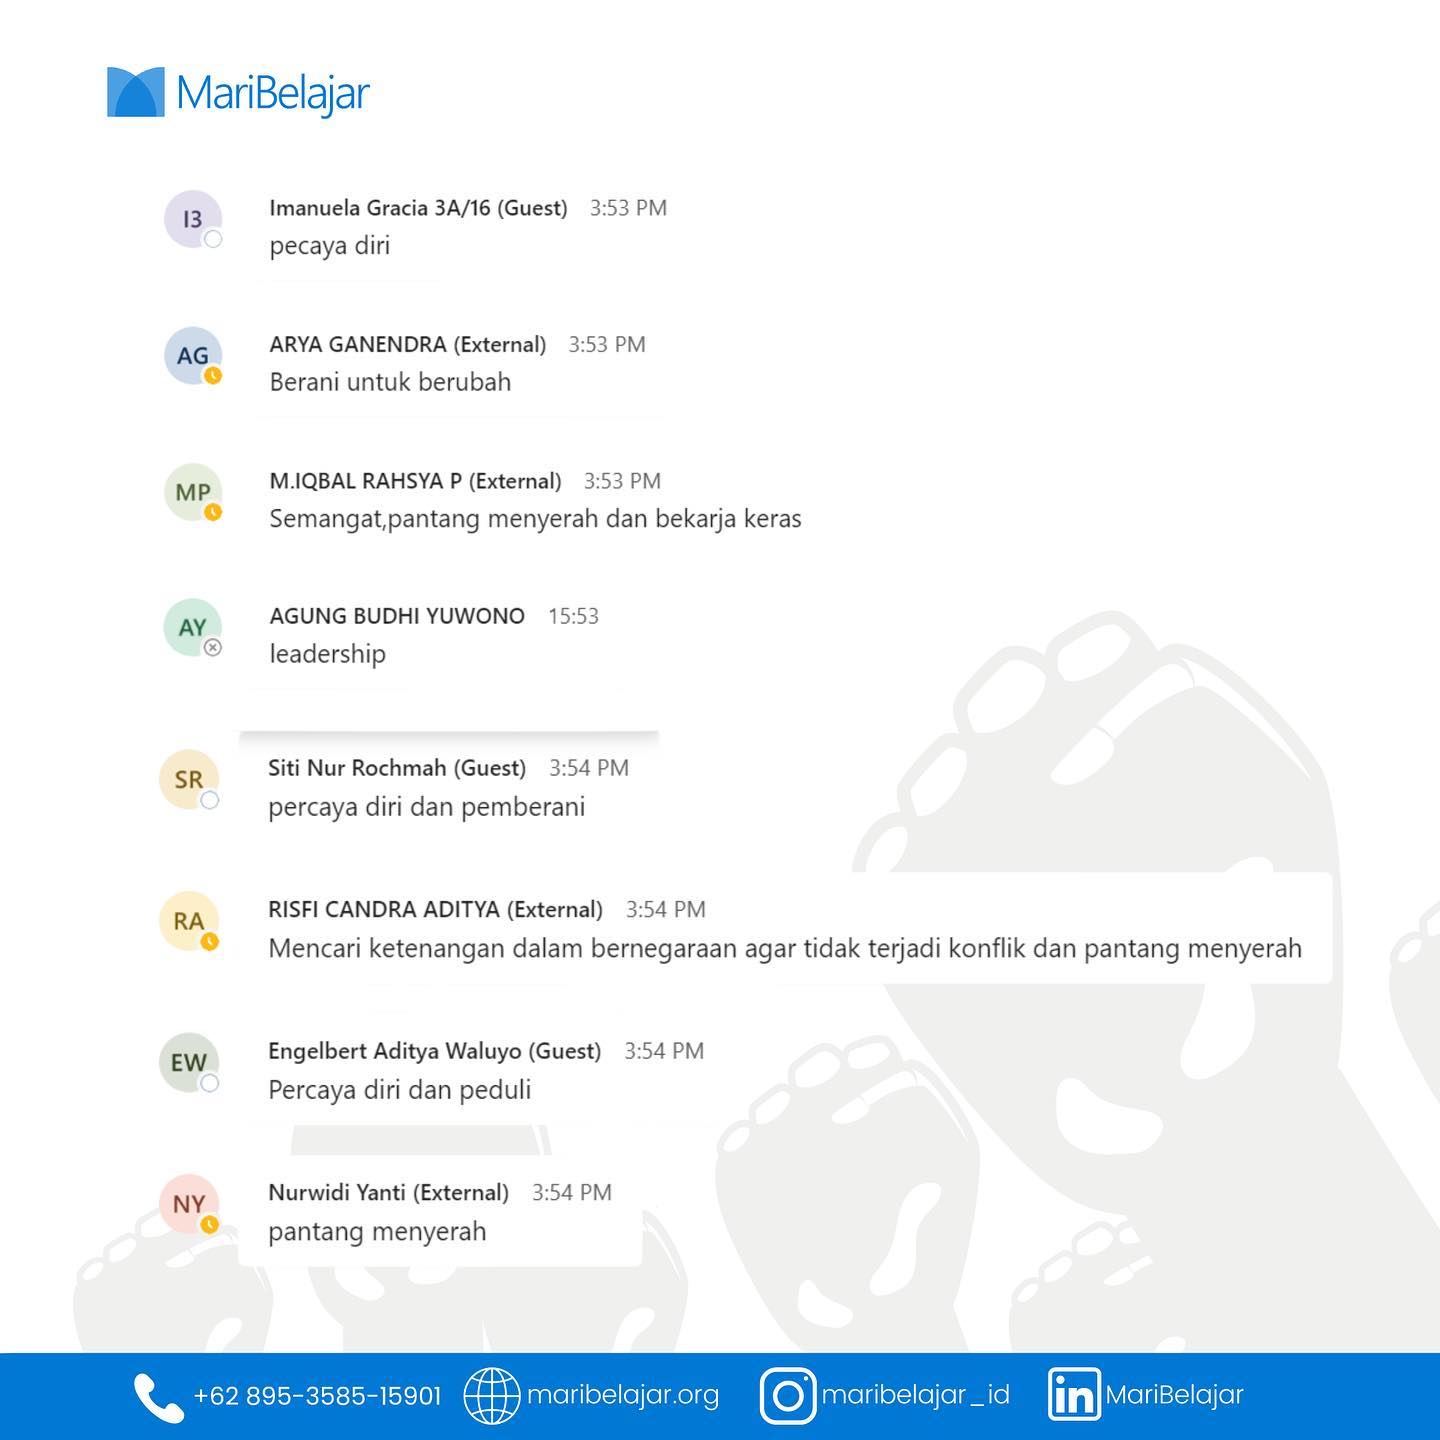 MariBelajar
I3
Imanuela Gracia 3A/16 (Guest) 3:53 PM
pecaya diri
AG
ARYA GANENDRA (External) 3:53 PM
Berani untuk berubah
MP
M.IQBAL RAHSYA P (External) 3:53 PM
Semangat,pantang menyerah dan bekarja keras
AY
AGUNG BUDHI YUWONO 15:53
leadership
SR
Siti Nur Rochmah (Guest) 3:54 PM
percaya diri dan pemberani
RA
RISFI CANDRA ADITYA (External) 3:54 PM
Mencari ketenangan dalam bernegaraan agar tidak terjadi konflik dan pantang menyerah
EW
Engelbert Aditya Waluyo (Guest) 3:54 PM
Percaya diri dan peduli
NY
Nurwidi Yanti (External) 3:54 PM
pantang menyerah
+62 895-3585-15901 maribelajar.org maribelajar_id in MariBelajar